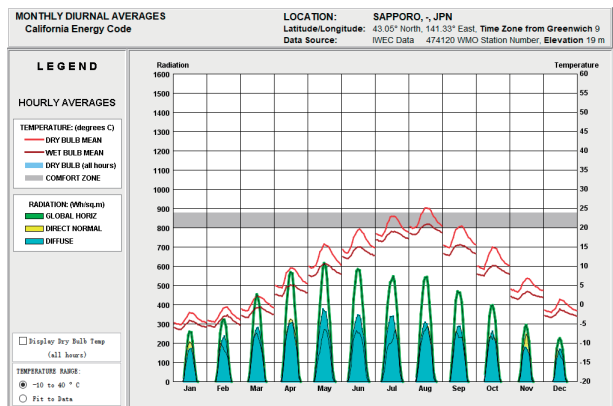 MONTHLY DIURNAL AVERAGES
California Energy Code
LOCATION: SAPPORO, -, JPN
Latitude/Longitude: 43.05° North, 141.33° East, Time Zone from Greenwich 9
Data Source: IWEC Data 474120 WMO Station Number, Elevation 19 m
LEGEND
HOURLY AVERAGES
TEMPERATURE: (degrees C)
DRY BULB MEAN
WET BULB MEAN
DRY BULB (all hours)
COMFORT ZONE
RADIATION: (Wh/sq.m)
GLOBAL HORIZ
DIRECT NORMAL
DIFFUSE
Display Dry Bulb Temp
(all hours)
TEMPERATURE RANGE:
-10 to 40 ° C
Fit to Data
Radiation Temperature
1600 60
1500 55
1400 50
1300 45
1200 40
1100 35
1000 30
900 25
800 20
700 15
600 10
500 5
400 0
300 -5
200 -10
100 -15
0 -20
Jan Feb Mar Apr May Jun Jul Aug Sep Oct Nov Dec